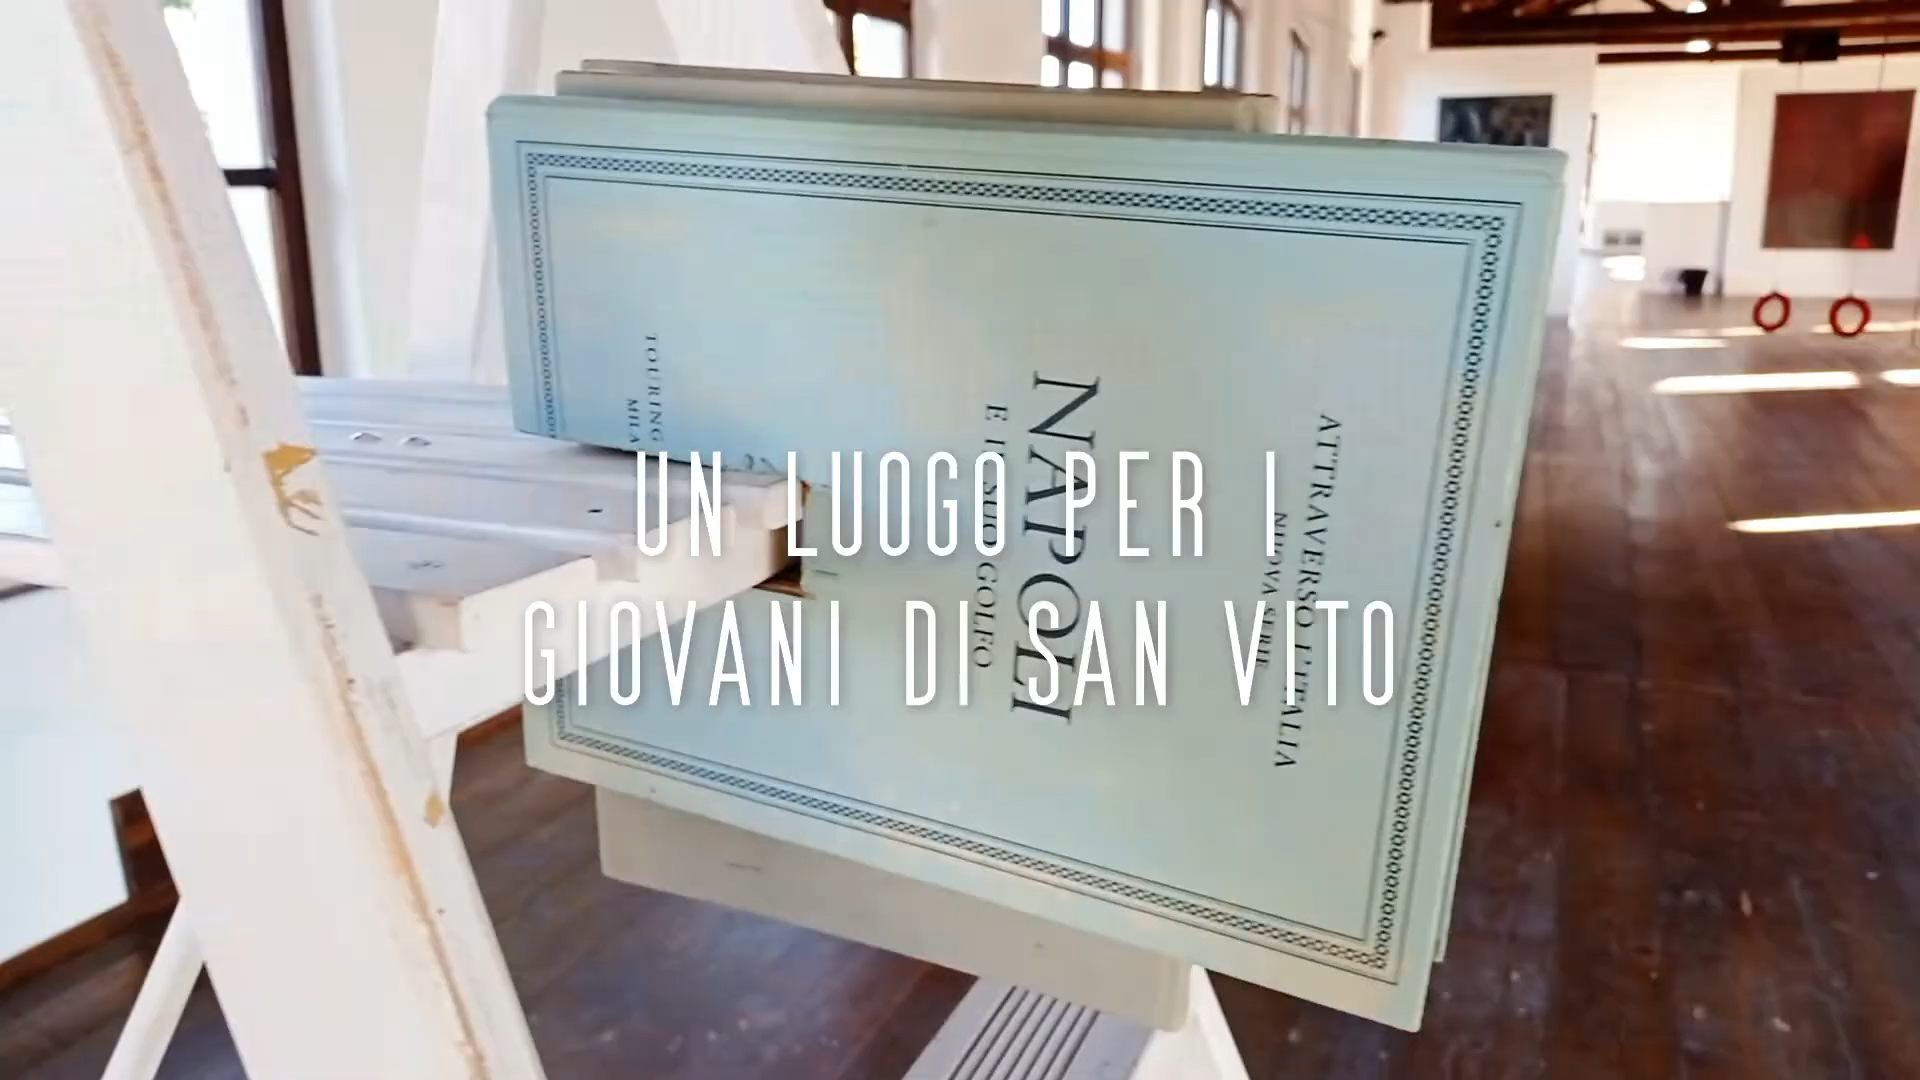 UN LUOGO PER I
GIOVANI DI SAN VITO
ATTRAVERSO L'ITALIA
NUOVA SERIE
NAPOLI
E IL SUO GOLFO
TOURING